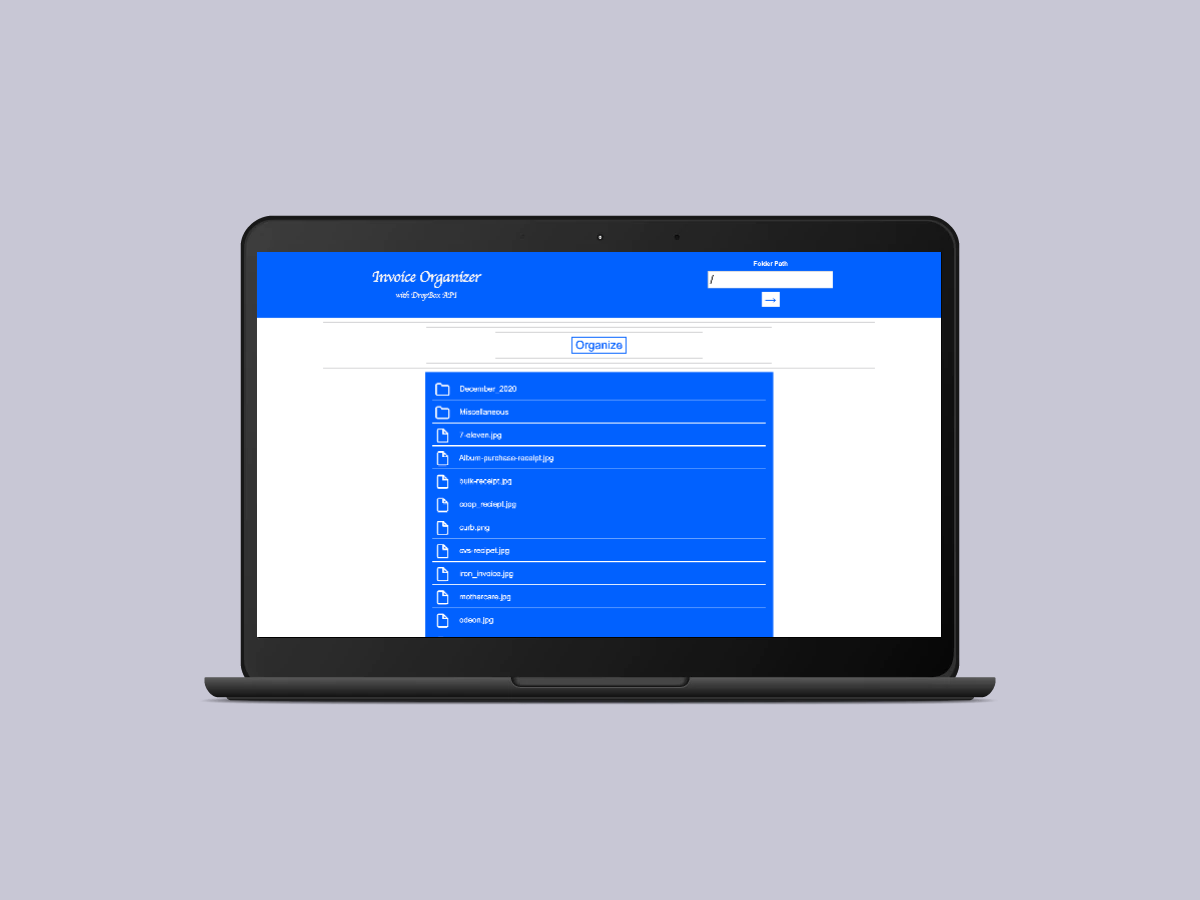 Invoice Organizer
with DropBox API
Folder Path
/
→
Organize
December_2020
Miscellaneous
7-eleven.jpg
Album-purchase-receipt.jpg
bulk-receipt.jpg
coop_reciept.jpg
curb.png
cvs-recipet.jpg
iron_invoice.jpg
mothercare.jpg
odeon.jpg